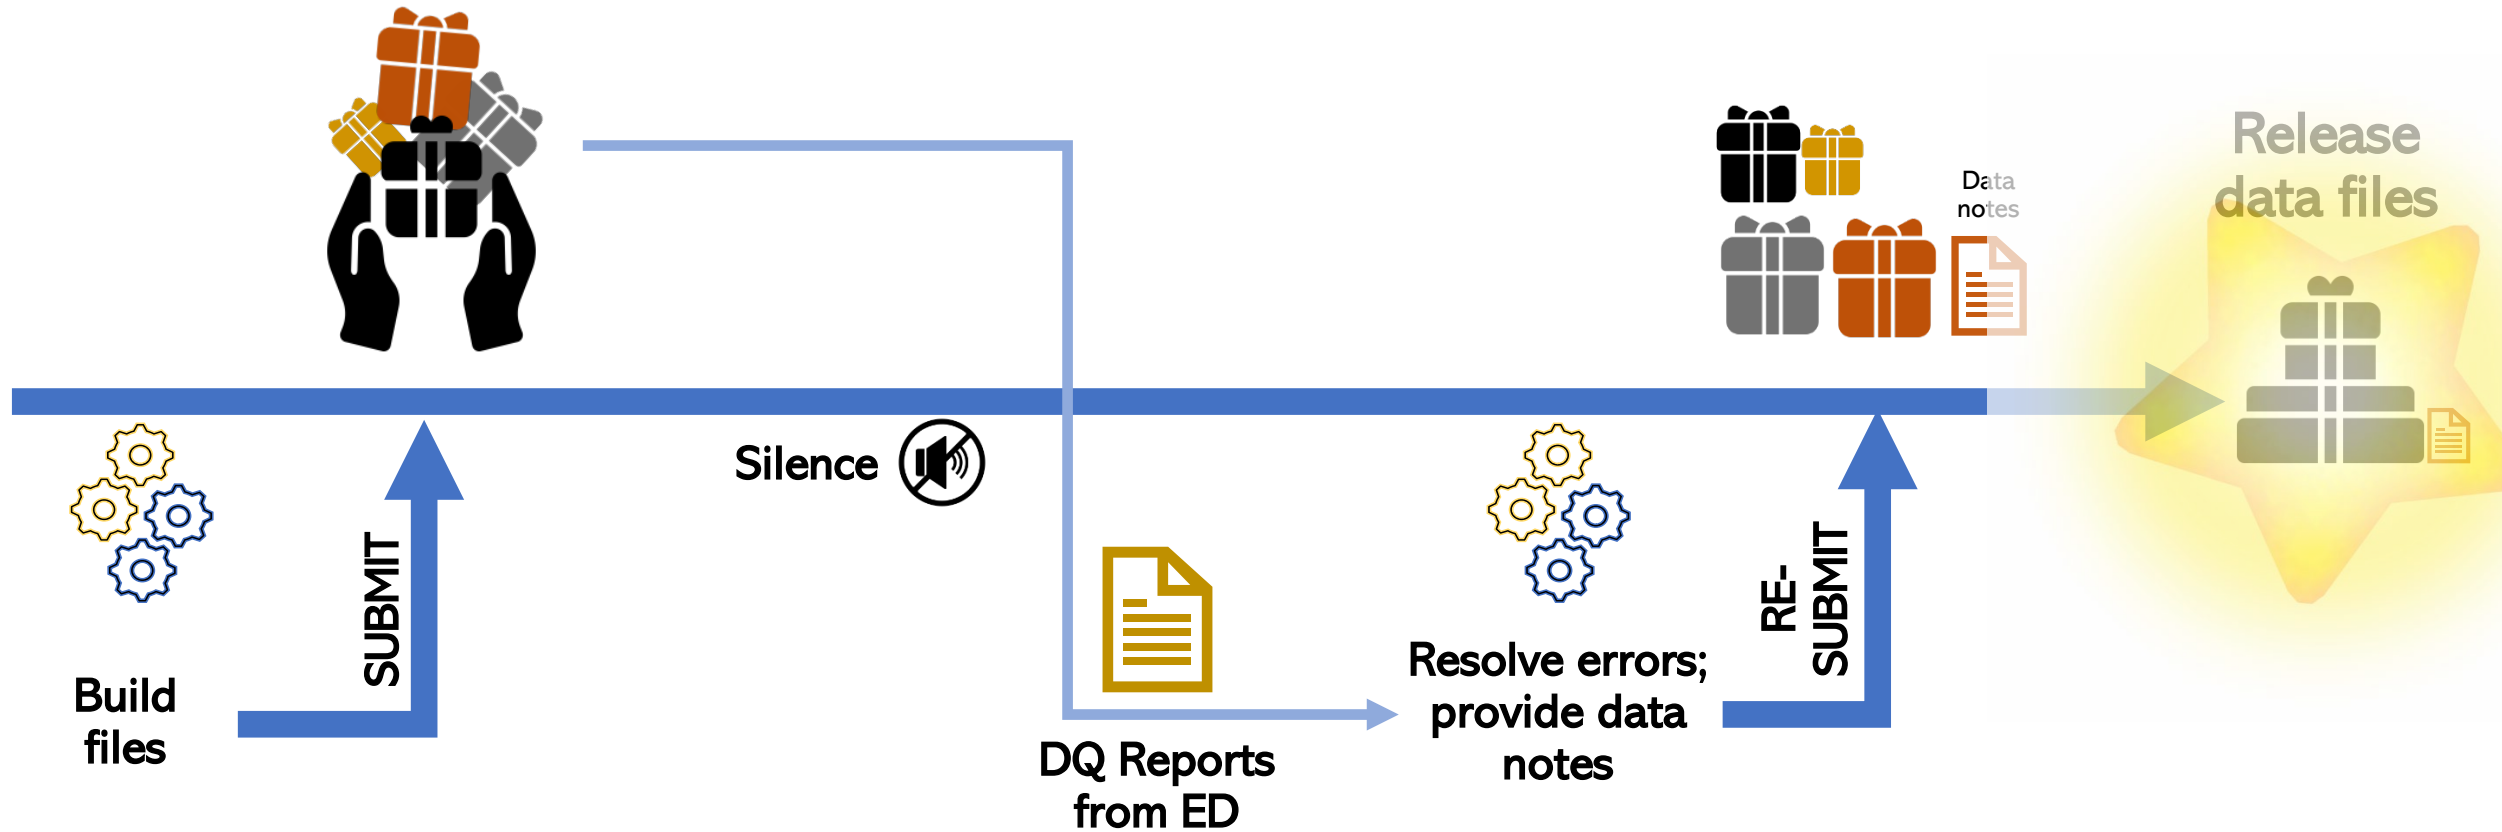 Build
files
SUBMIT
Silence
DQ Reports
from ED
Resolve errors;
provide data
notes
RE-
SUBMIT
Data
notes
Release
data files